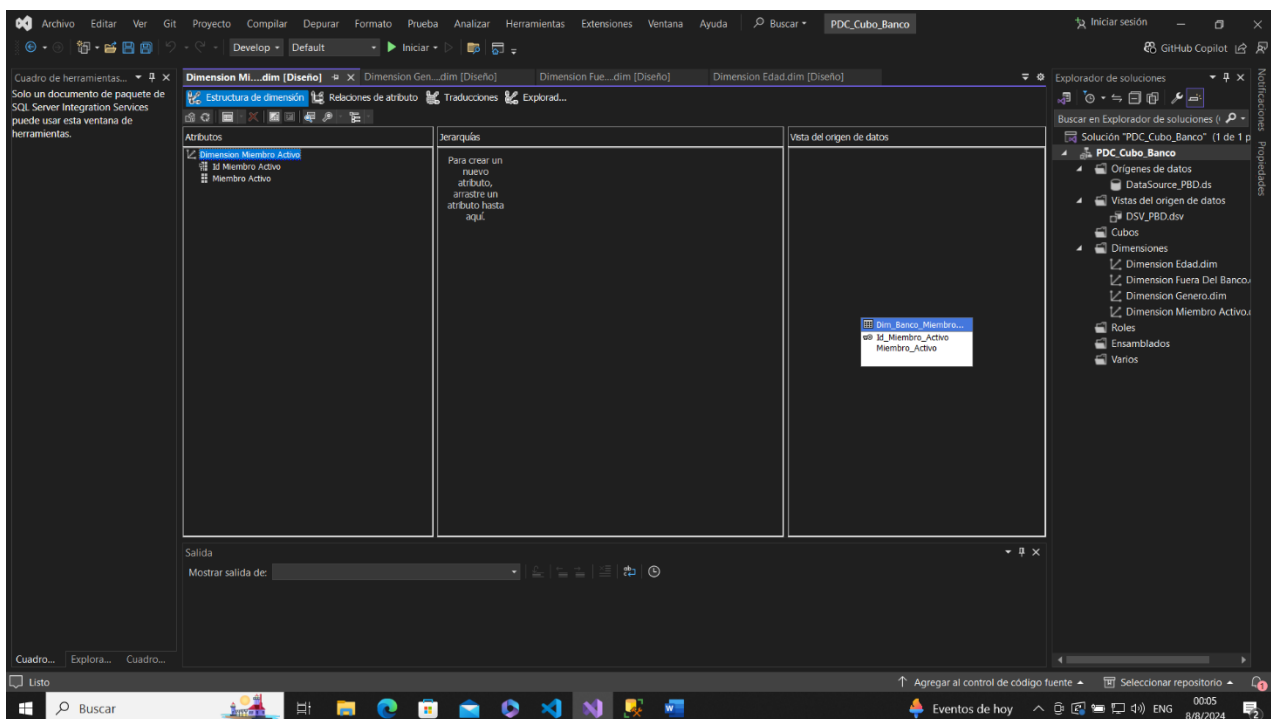 Archivo Editar Ver Git Proyecto Compilar Depurar Formato Prueba Analizar Herramientas Extensiones Ventana Ayuda Buscar PDC_Cubo_Banco Iniciar sesión
Develop Default Iniciar GitHub Copilot
Cuadro de herramientas...
Solo un documento de paquete de
SQL Server Integration Services
puede usar esta ventana de
herramientas.
Dimension Mi....dim [Diseño] Dimension Gen....dim [Diseño] Dimension Fue....dim [Diseño] Dimension Edad.dim [Diseño]
Estructura de dimensión Relaciones de atributo Traducciones Explorad...
Atributos
Dimension Miembro Activo
Id Miembro Activo
Miembro Activo
Jerarquías
Para crear un
nuevo
atributo,
arrastre un
atributo hasta
aquí.
Vista del origen de datos
Dim_Banco_Miembro...
Id_Miembro_Activo
Miembro_Activo
Explorador de soluciones
Buscar en Explorador de soluciones (
Solución "PDC_Cubo_Banco" (1 de 1 p
PDC_Cubo_Banco
Orígenes de datos
DataSource_PBD.ds
Vistas del origen de datos
DSV_PBD.dsv
Cubos
Dimensiones
Dimension Edad.dim
Dimension Fuera Del Banco.
Dimension Genero.dim
Dimension Miembro Activo.
Roles
Ensamblados
Varios
Notificaciones
Propiedades
Salida
Mostrar salida de:
Cuadro... Explora... Cuadro...
Listo Agregar al control de código fuente Seleccionar repositorio 1
Buscar Eventos de hoy ENG 00:05
8/8/2024 2